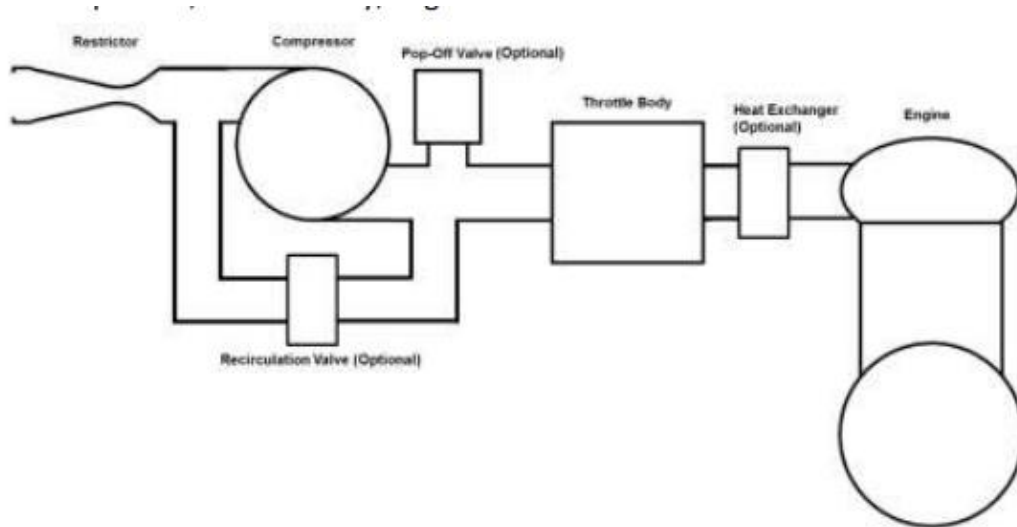 Restrictor
Compressor
Pop-Off Valve (Optional)
Throttle Body
Heat Exchanger
(Optional)
Engine
Recirculation Valve (Optional)